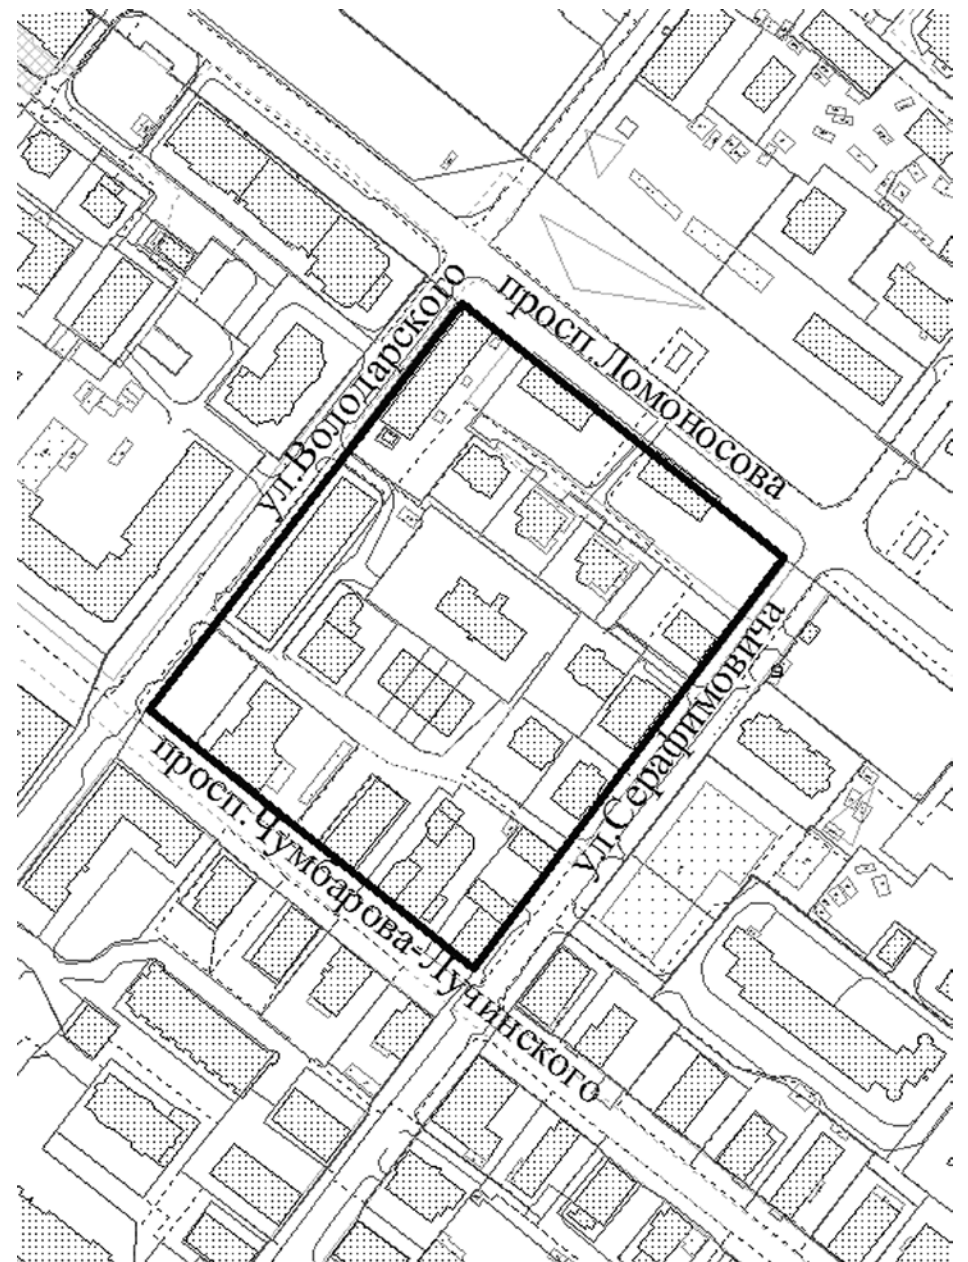 просп. Ломоносова
ул.Володарского
ул.Серафимовича
просп. Чумбарова-Лучинского